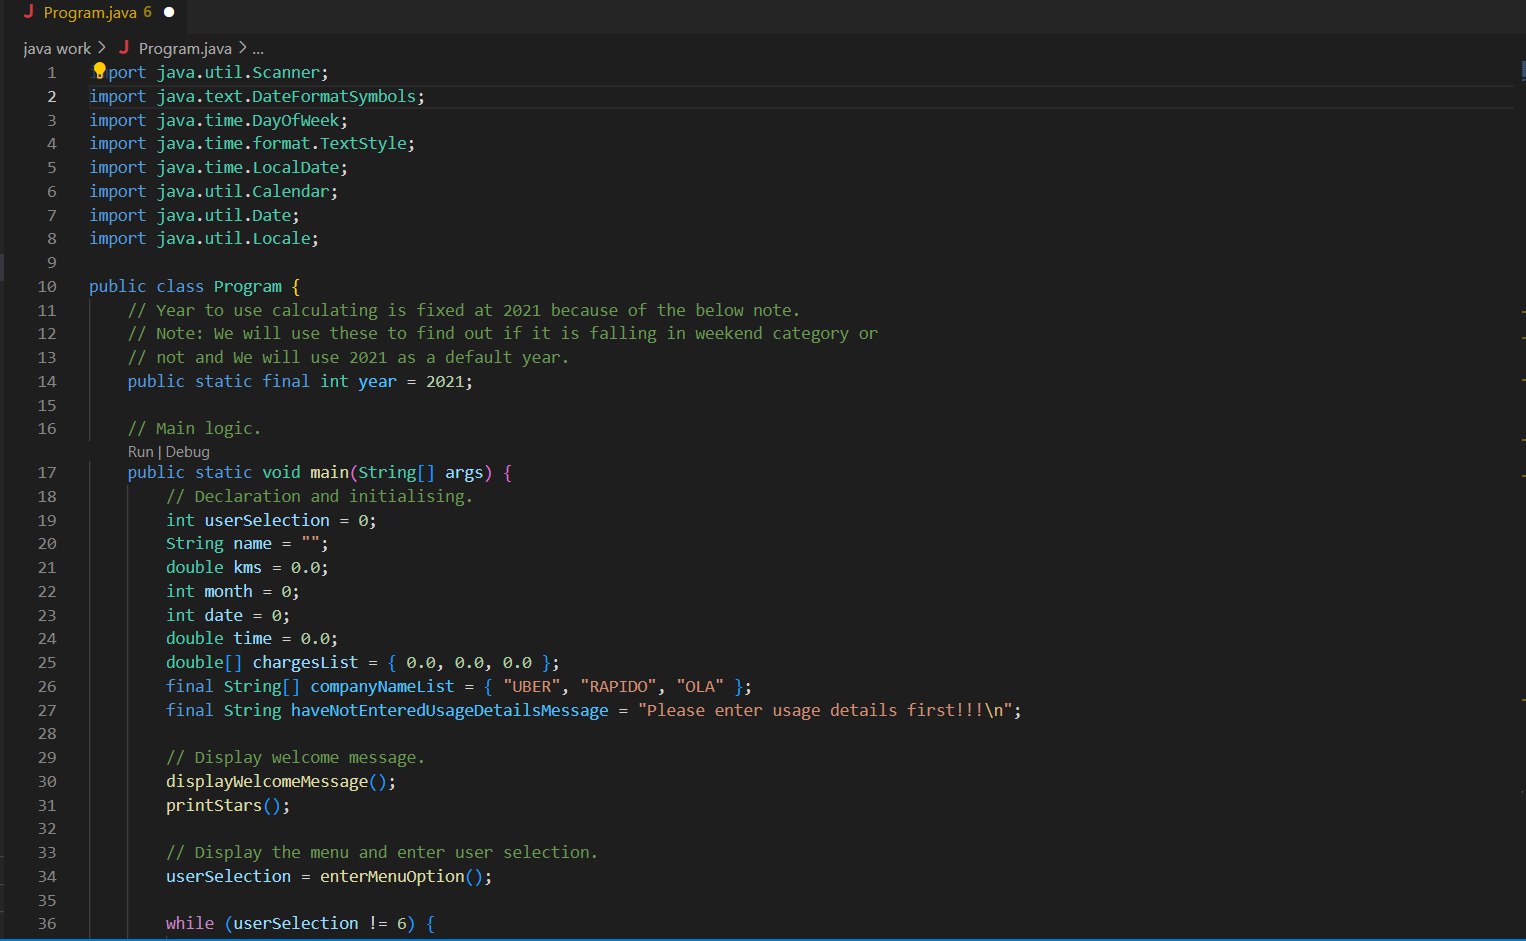 Program.java 6
java work > Program.java > ...
1 import java.util.Scanner;
2 import java.text.DateFormatSymbols;
3 import java.time.DayOfWeek;
4 import java.time.format.TextStyle;
5 import java.time.LocalDate;
6 import java.util.Calendar;
7 import java.util.Date;
8 import java.util.Locale;
9
10 public class Program {
11 // Year to use calculating is fixed at 2021 because of the below note.
12 // Note: We will use these to find out if it is falling in weekend category or
13 // not and We will use 2021 as a default year.
14 public static final int year = 2021;
15
16 // Main logic.
Run | Debug
17 public static void main(String[] args) {
18 // Declaration and initialising.
19 int userSelection = 0;
20 String name = "";
21 double kms = 0.0;
22 int month = 0;
23 int date = 0;
24 double time = 0.0;
25 double[] chargesList = { 0.0, 0.0, 0.0 };
26 final String[] companyNameList = { "UBER", "RAPIDO", "OLA" };
27 final String haveNotEnteredUsageDetailsMessage = "Please enter usage details first!!!\n";
28
29 // Display welcome message.
30 displayWelcomeMessage();
31 printStars();
32
33 // Display the menu and enter user selection.
34 userSelection = enterMenuOption();
35
36 while (userSelection != 6) {